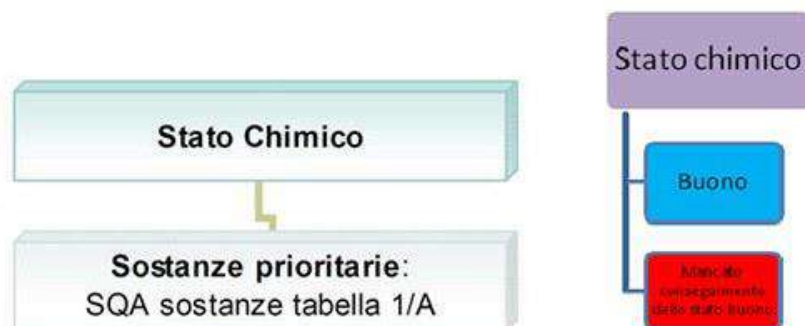 Stato Chimico
Sostanze prioritarie:
SQA sostanze tabella 1/A
Stato chimico
Buono
Mancato
conseguimento
dello stato buono